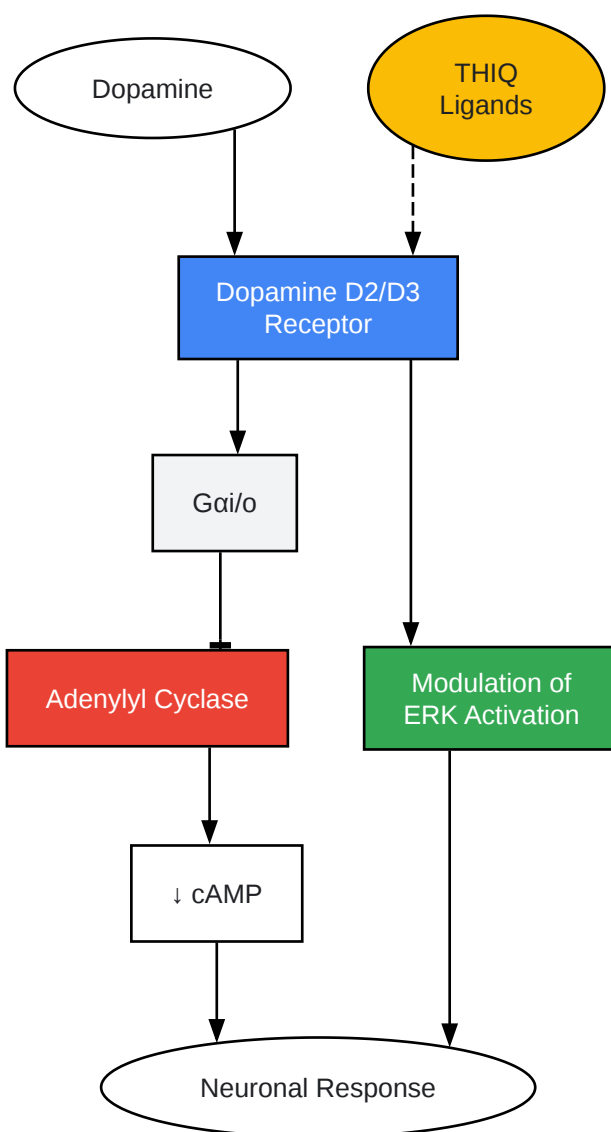 Dopamine
THIQ
Ligands
Dopamine D2/D3
Receptor
Gαi/o
Adenylyl Cyclase
Modulation of
ERK Activation
↓ cAMP
Neuronal Response